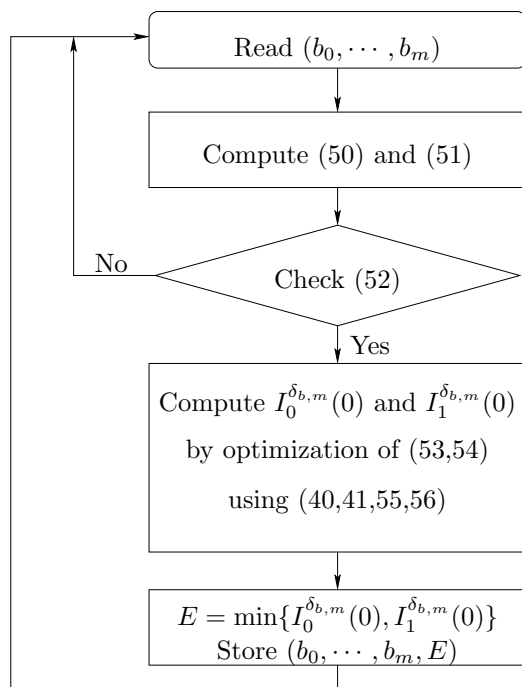 Read $(b_0, \cdots, b_m)$
Compute (50) and (51)
No
Check (52)
Yes
Compute $I_0^{\delta_{b,m}}(0)$ and $I_1^{\delta_{b,m}}(0)$
by optimization of (53,54)
using (40,41,55,56)
$E = \min\{I_0^{\delta_{b,m}}(0), I_1^{\delta_{b,m}}(0)\}$
Store $(b_0, \cdots, b_m, E)$